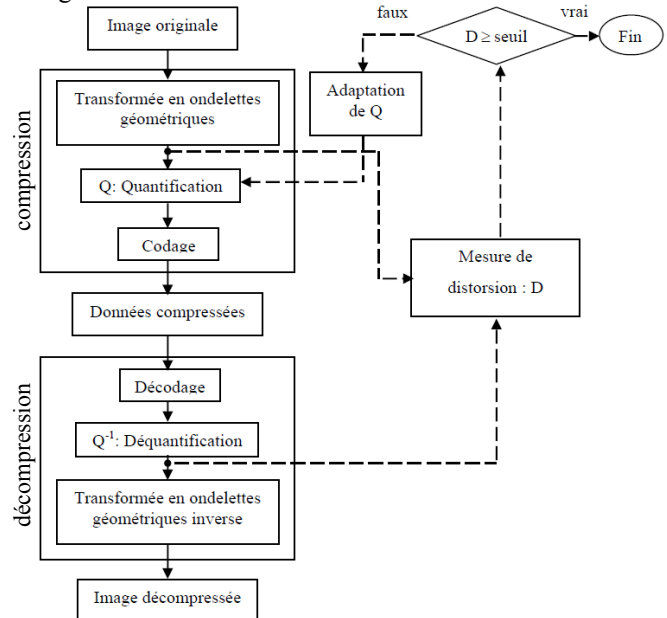 Image originale
compression
Transformée en ondelettes
géométriques
Q: Quantification
Codage
Données compressées
décompression
Décodage
Q⁻¹: Déquantification
Transformée en ondelettes
géométriques inverse
Image décompressée
faux
D ≥ seuil
vrai
Fin
Adaptation
de Q
Mesure de
distorsion : D